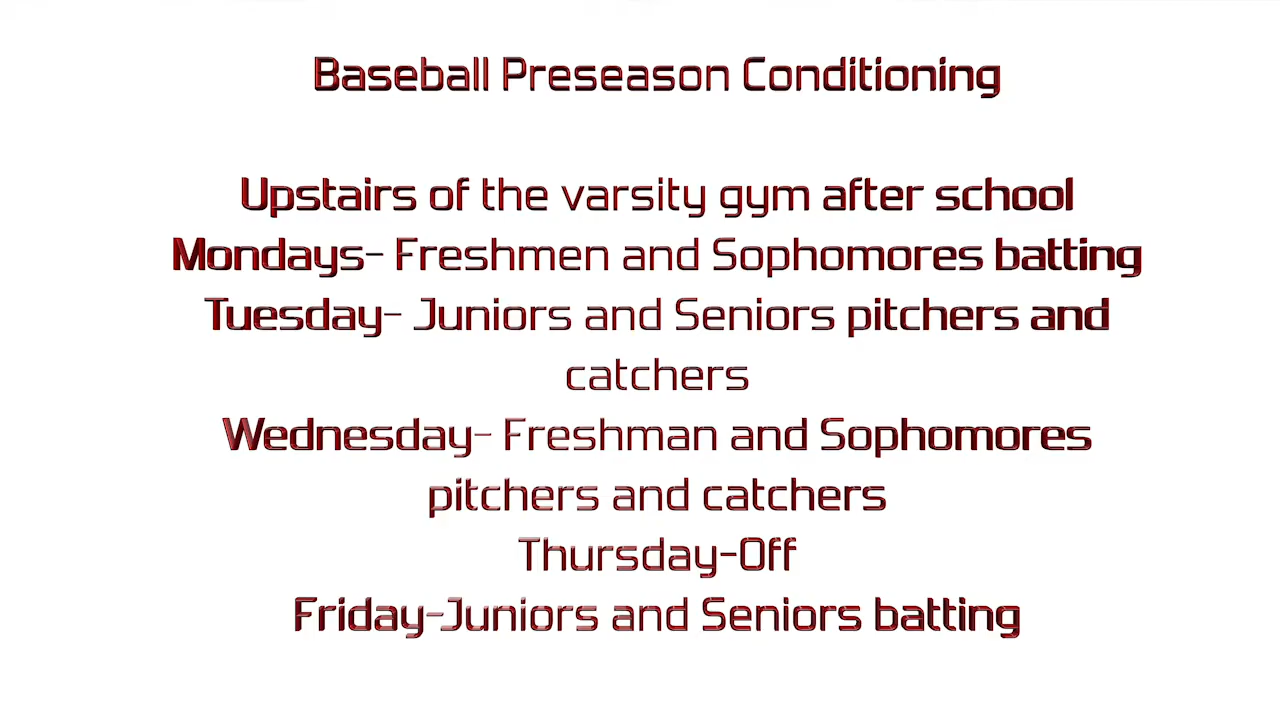 Baseball Preseason Conditioning
Upstairs of the varsity gym after school
Mondays- Freshmen and Sophomores batting
Tuesday- Juniors and Seniors pitchers and
catchers
Wednesday- Freshman and Sophomores
pitchers and catchers
Thursday-Off
Friday-Juniors and Seniors batting